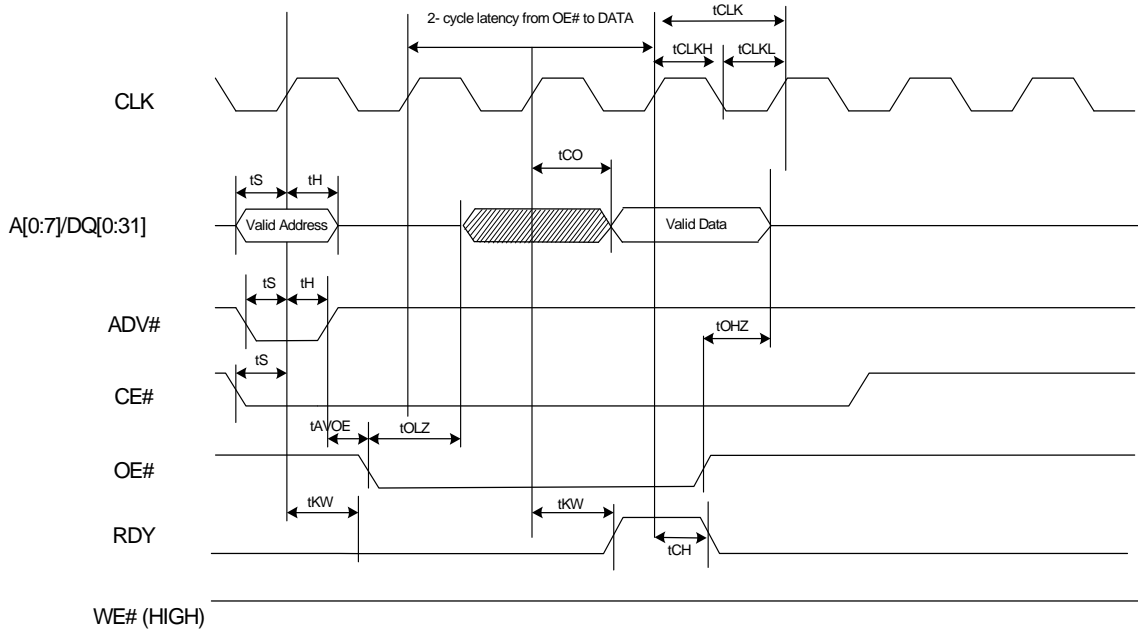 tCLK
2- cycle latency from OE# to DATA
tCLKH
tCLKL
CLK
tCO
tS
tH
A[0:7]/DQ[0:31]
Valid Address
Valid Data
tS
tH
ADV#
tOHZ
tS
CE#
tAVOE
tOLZ
OE#
tKW
tKW
RDY
tCH
WE# (HIGH)